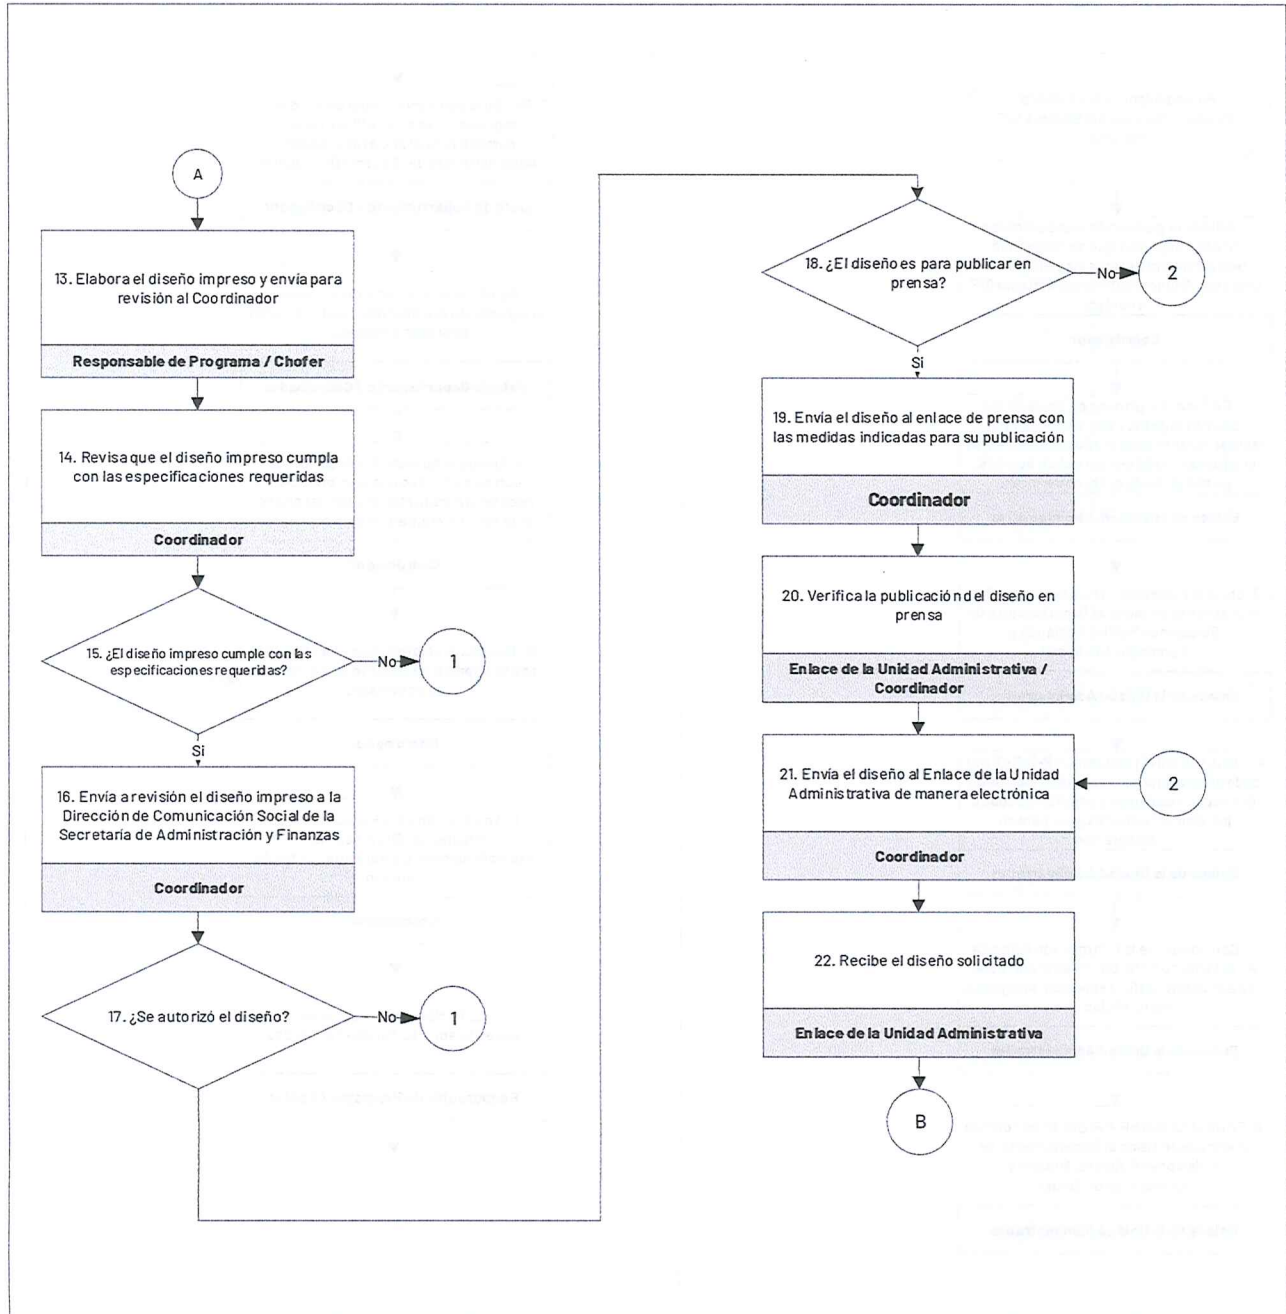 A
13. Elabora el diseño impreso y envía para
revisión al Coordinador
Responsable de Programa / Chofer
14. Revisa que el diseño impreso cumpla
con las especificaciones requeridas
Coordinador
15. ¿El diseño impreso cumple con las
especificaciones requeridas?
No
1
Si
16. Envía a revisión el diseño impreso a la
Dirección de Comunicación Social de la
Secretaría de Administración y Finanzas
Coordinador
17. ¿Se autorizó el diseño?
No
1
18. ¿El diseño es para publicar en
prensa?
No
2
Si
19. Envía el diseño al enlace de prensa con
las medidas indicadas para su publicación
Coordinador
20. Verifica la publicación del diseño en
prensa
Enlace de la Unidad Administrativa /
Coordinador
21. Envía el diseño al Enlace de la Unidad
Administrativa de manera electrónica
2
Coordinador
22. Recibe el diseño solicitado
Enlace de la Unidad Administrativa
B